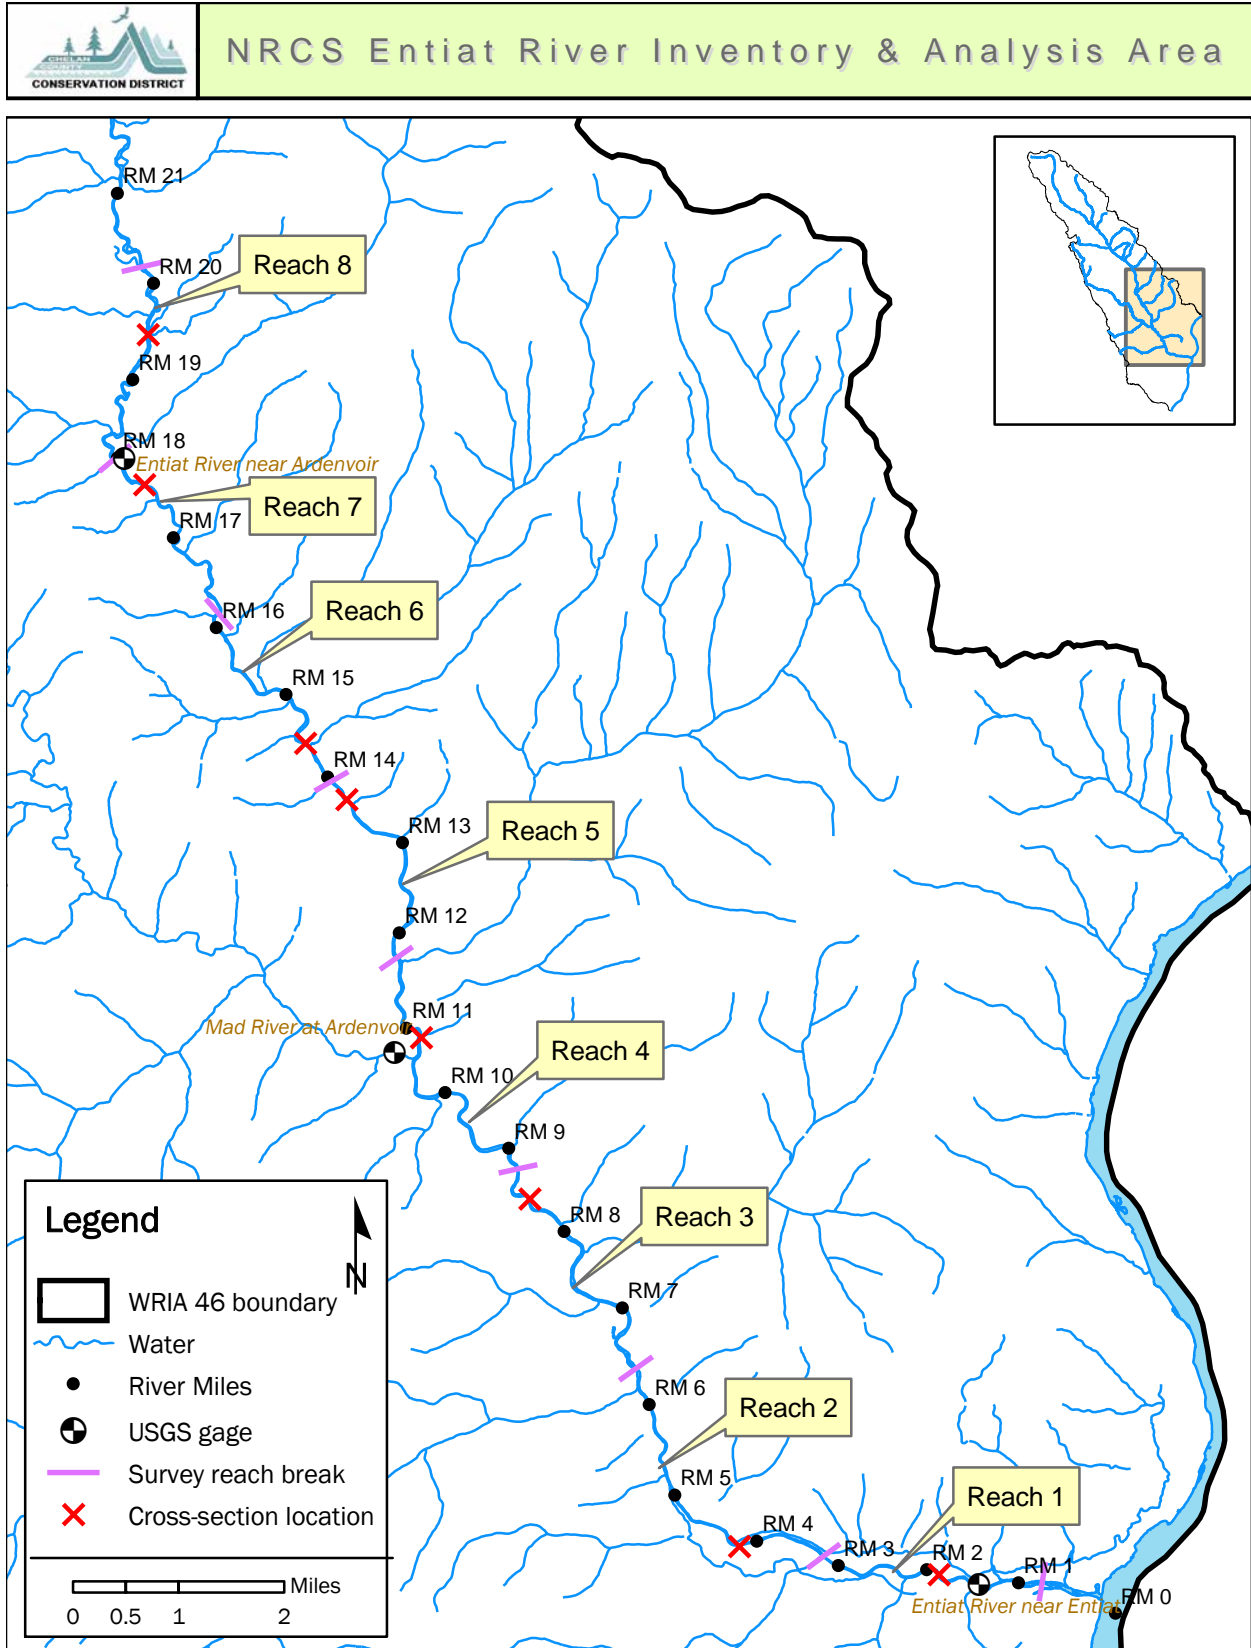 CHELAN
COUNTY
CONSERVATION DISTRICT
NRCS Entiat River Inventory & Analysis Area
RM 21
RM 20
Reach 8
RM 19
RM 18
Entiat River near Ardenvoir
Reach 7
RM 17
Reach 6
RM 16
RM 15
RM 14
RM 13
Reach 5
RM 12
RM 11
Mad River at Ardenvoir
Reach 4
RM 10
RM 9
RM 8
Reach 3
RM 7
RM 6
Reach 2
RM 5
Reach 1
RM 4
RM 3
RM 2
RM 1
RM 0
Entiat River near Entiat
Legend
N
WRIA 46 boundary
Water
River Miles
USGS gage
Survey reach break
Cross-section location
Miles
0 0.5 1 2